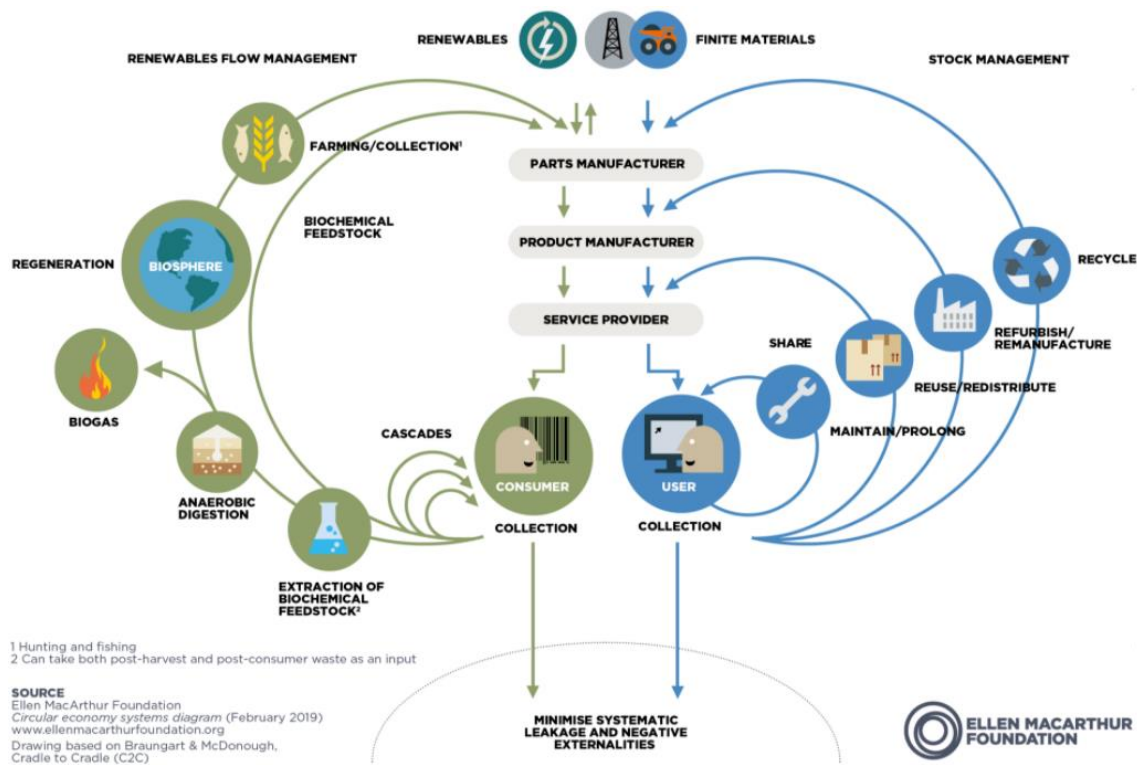 RENEWABLES
FINITE MATERIALS
RENEWABLES FLOW MANAGEMENT
STOCK MANAGEMENT
FARMING/COLLECTION¹
PARTS MANUFACTURER
BIOCHEMICAL
FEEDSTOCK
PRODUCT MANUFACTURER
REGENERATION
BIOSPHERE
RECYCLE
SERVICE PROVIDER
SHARE
REFURBISH/
REMANUFACTURE
REUSE/REDISTRIBUTE
BIOGAS
CASCADES
MAINTAIN/PROLONG
CONSUMER
USER
ANAEROBIC
DIGESTION
COLLECTION
COLLECTION
EXTRACTION OF
BIOCHEMICAL
FEEDSTOCK²
1 Hunting and fishing
2 Can take both post-harvest and post-consumer waste as an input
SOURCE
Ellen MacArthur Foundation
Circular economy systems diagram (February 2019)
www.ellenmacarthurfoundation.org
Drawing based on Braungart & McDonough,
Cradle to Cradle (C2C)
MINIMISE SYSTEMATIC
LEAKAGE AND NEGATIVE
EXTERNALITIES
ELLEN MACARTHUR
FOUNDATION